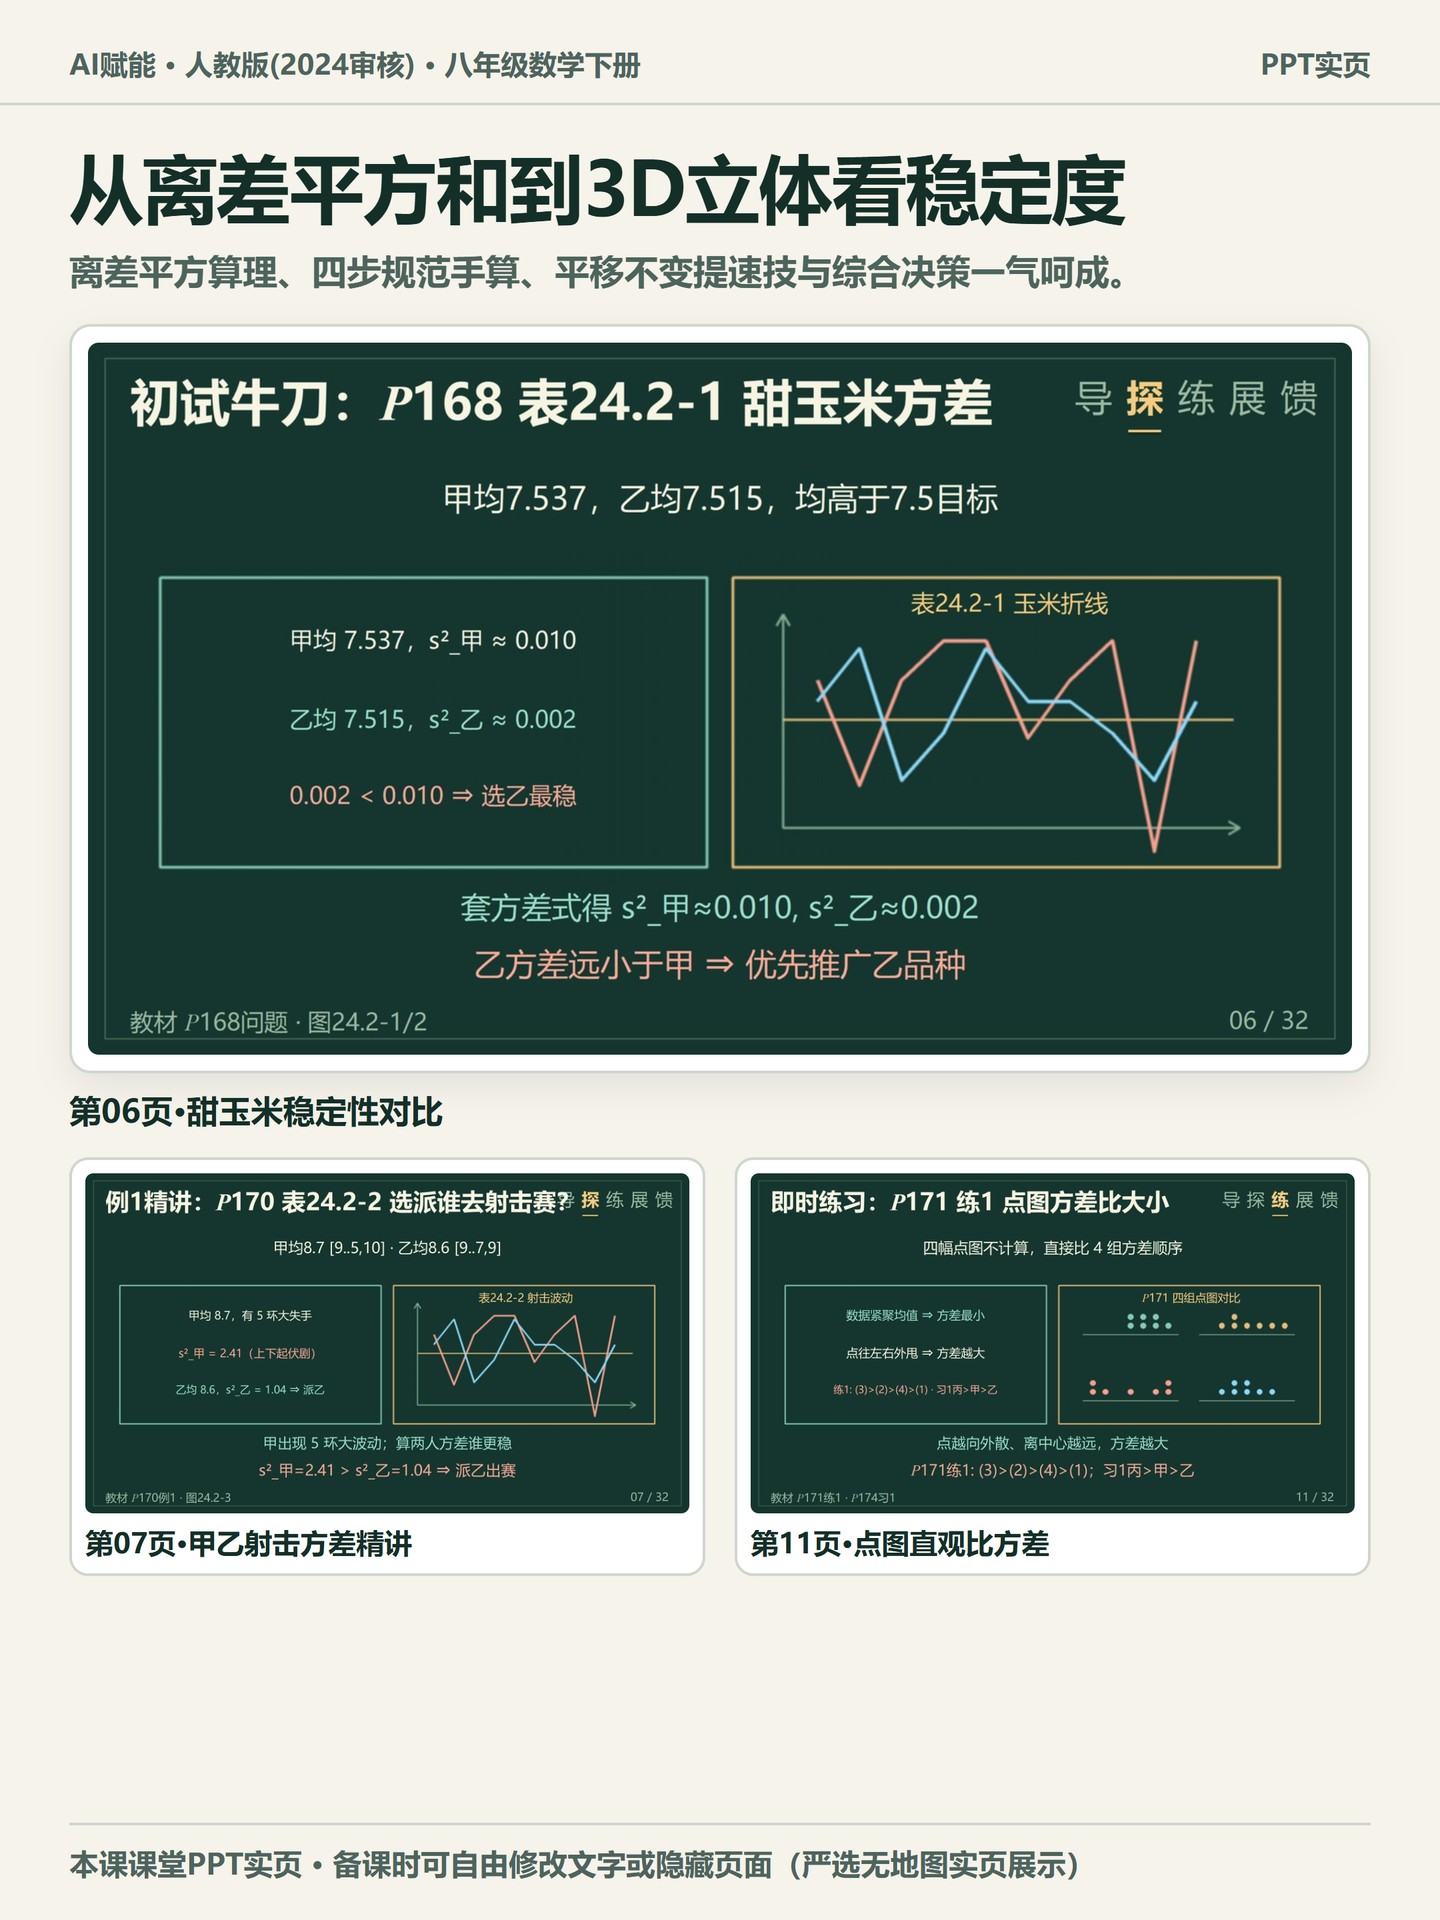 AI赋能 • 人教版(2024审核) • 八年级数学下册
PPT实页
从离差平方和到3D立体看稳定度
离差平方算理、四步规范手算、平移不变提速技与综合决策一气呵成。
初试牛刀：P168 表24.2-1 甜玉米方差
导 探 练 展 馈
甲均7.537，乙均7.515，均高于7.5目标
甲均 7.537，s²_甲 ≈ 0.010
乙均 7.515，s²_乙 ≈ 0.002
0.002 < 0.010 ⇒ 选乙最稳
表24.2-1 玉米折线
套方差式得 s²_甲≈0.010, s²_乙≈0.002
乙方差远小于甲 ⇒ 优先推广乙品种
教材 P168问题 · 图24.2-1/2
06 / 32
第06页•甜玉米稳定性对比
例1精讲：P170 表24.2-2 选派谁去射击赛？
导 探 练 展 馈
甲均8.7 [9..5,10] · 乙均8.6 [9..7,9]
甲均 8.7，有 5 环大失手
s²_甲 = 2.41（上下起伏剧）
乙均 8.6，s²_乙 = 1.04 ⇒ 派乙
表24.2-2 射击波动
甲出现 5 环大波动；算两人方差谁更稳
s²_甲=2.41 > s²_乙=1.04 ⇒ 派乙出赛
教材 P170例1 · 图24.2-3
07 / 32
第07页•甲乙射击方差精讲
即时练习：P171 练1 点图方差比大小
导 探 练 展 馈
四幅点图不计算，直接比 4 组方差顺序
数据紧聚均值 ⇒ 方差最小
点往左右外甩 ⇒ 方差越大
练1: (3)>(2)>(4)>(1) · 习1丙>甲>乙
P171 四组点图对比
点越向外散、离中心越远，方差越大
P171练1: (3)>(2)>(4)>(1)；习1丙>甲>乙
教材 P171练1 · P174习1
11 / 32
第11页•点图直观比方差
本课课堂PPT实页 • 备课时可自由修改文字或隐藏页面（严选无地图实页展示）